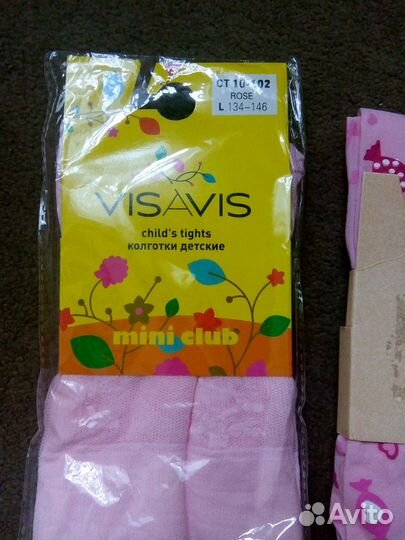 CT 10-102
ROSE
L 134-146
VISAVIS
child's tights
колготки детские
mini club
Avito